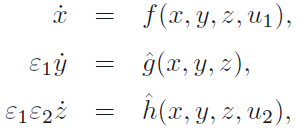 ẋ = f(x, y, z, u₁),
ε₁ẏ = ĝ(x, y, z),
ε₁ε₂ż = ĥ(x, y, z, u₂),